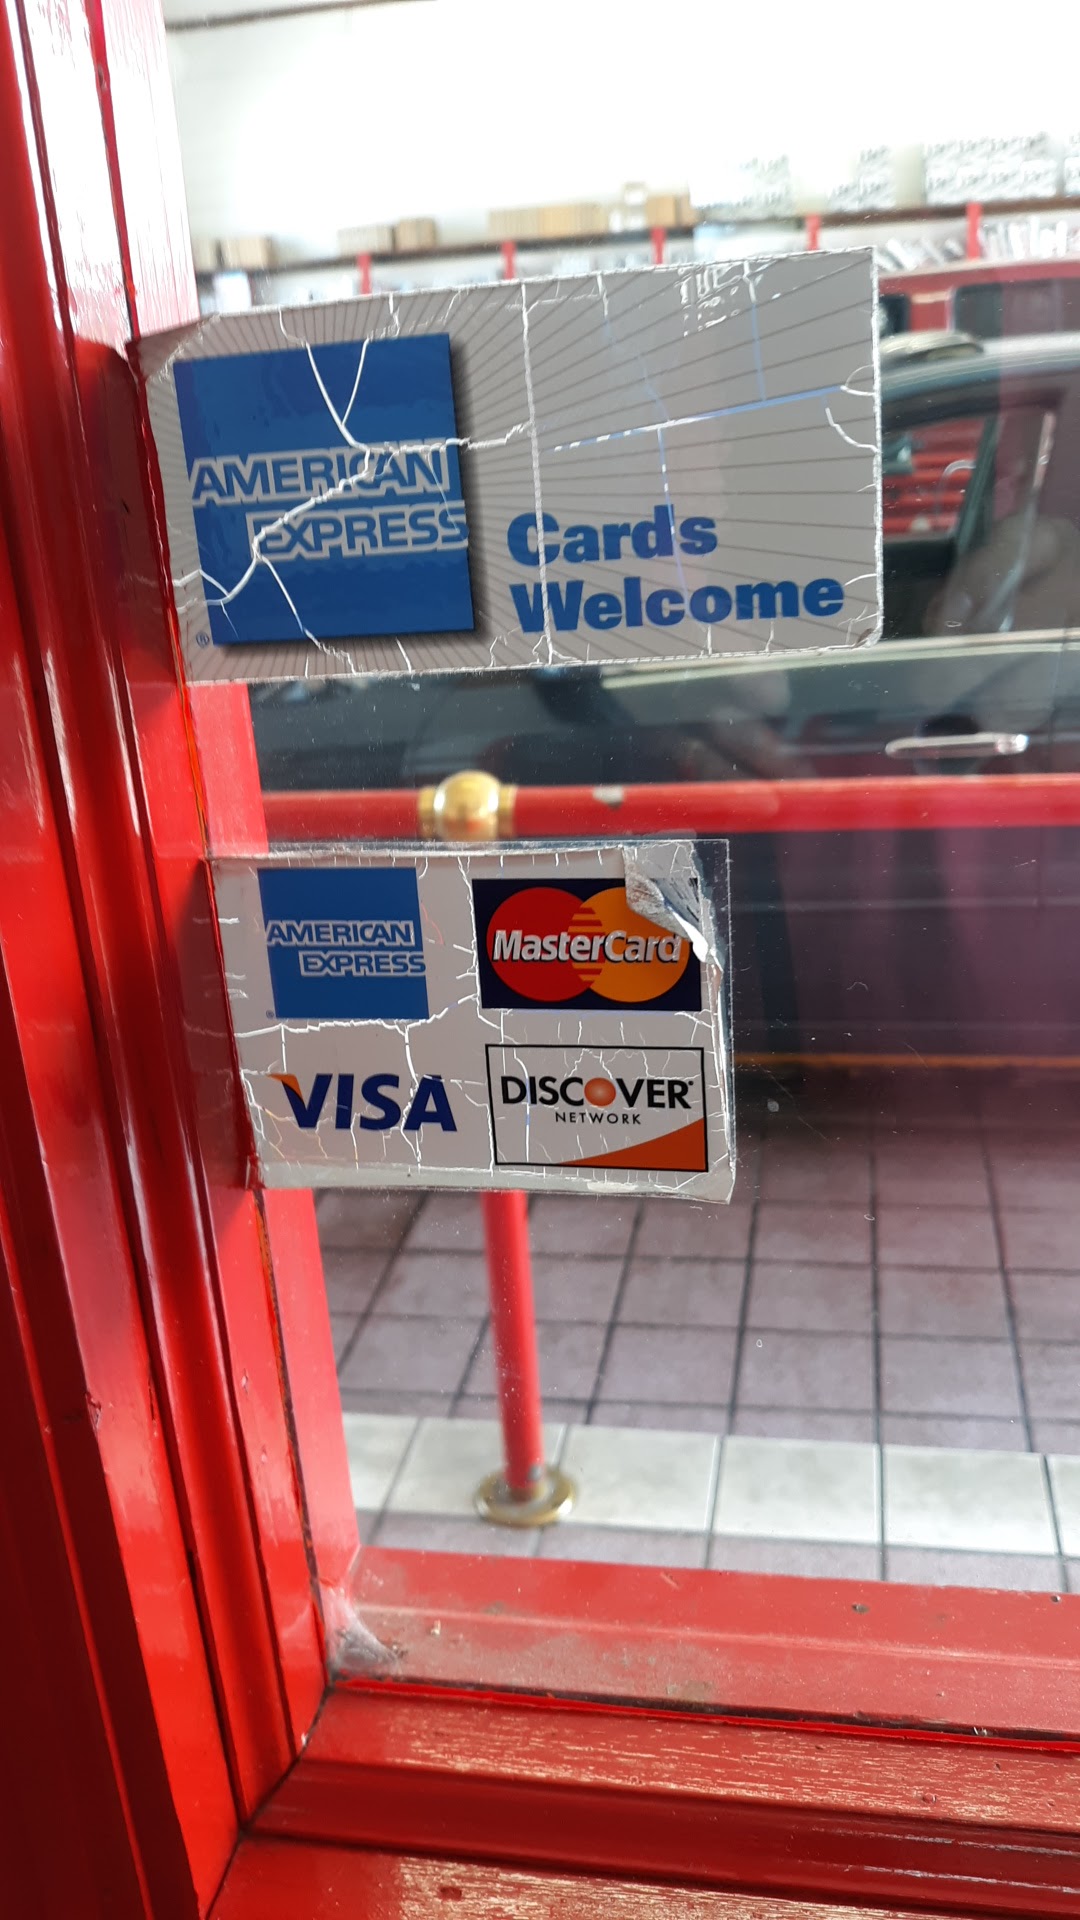 AMERICAN
EXPRESS
®
Cards
Welcome
AMERICAN
EXPRESS
®
MasterCard
VISA
DISCOVER
NETWORK